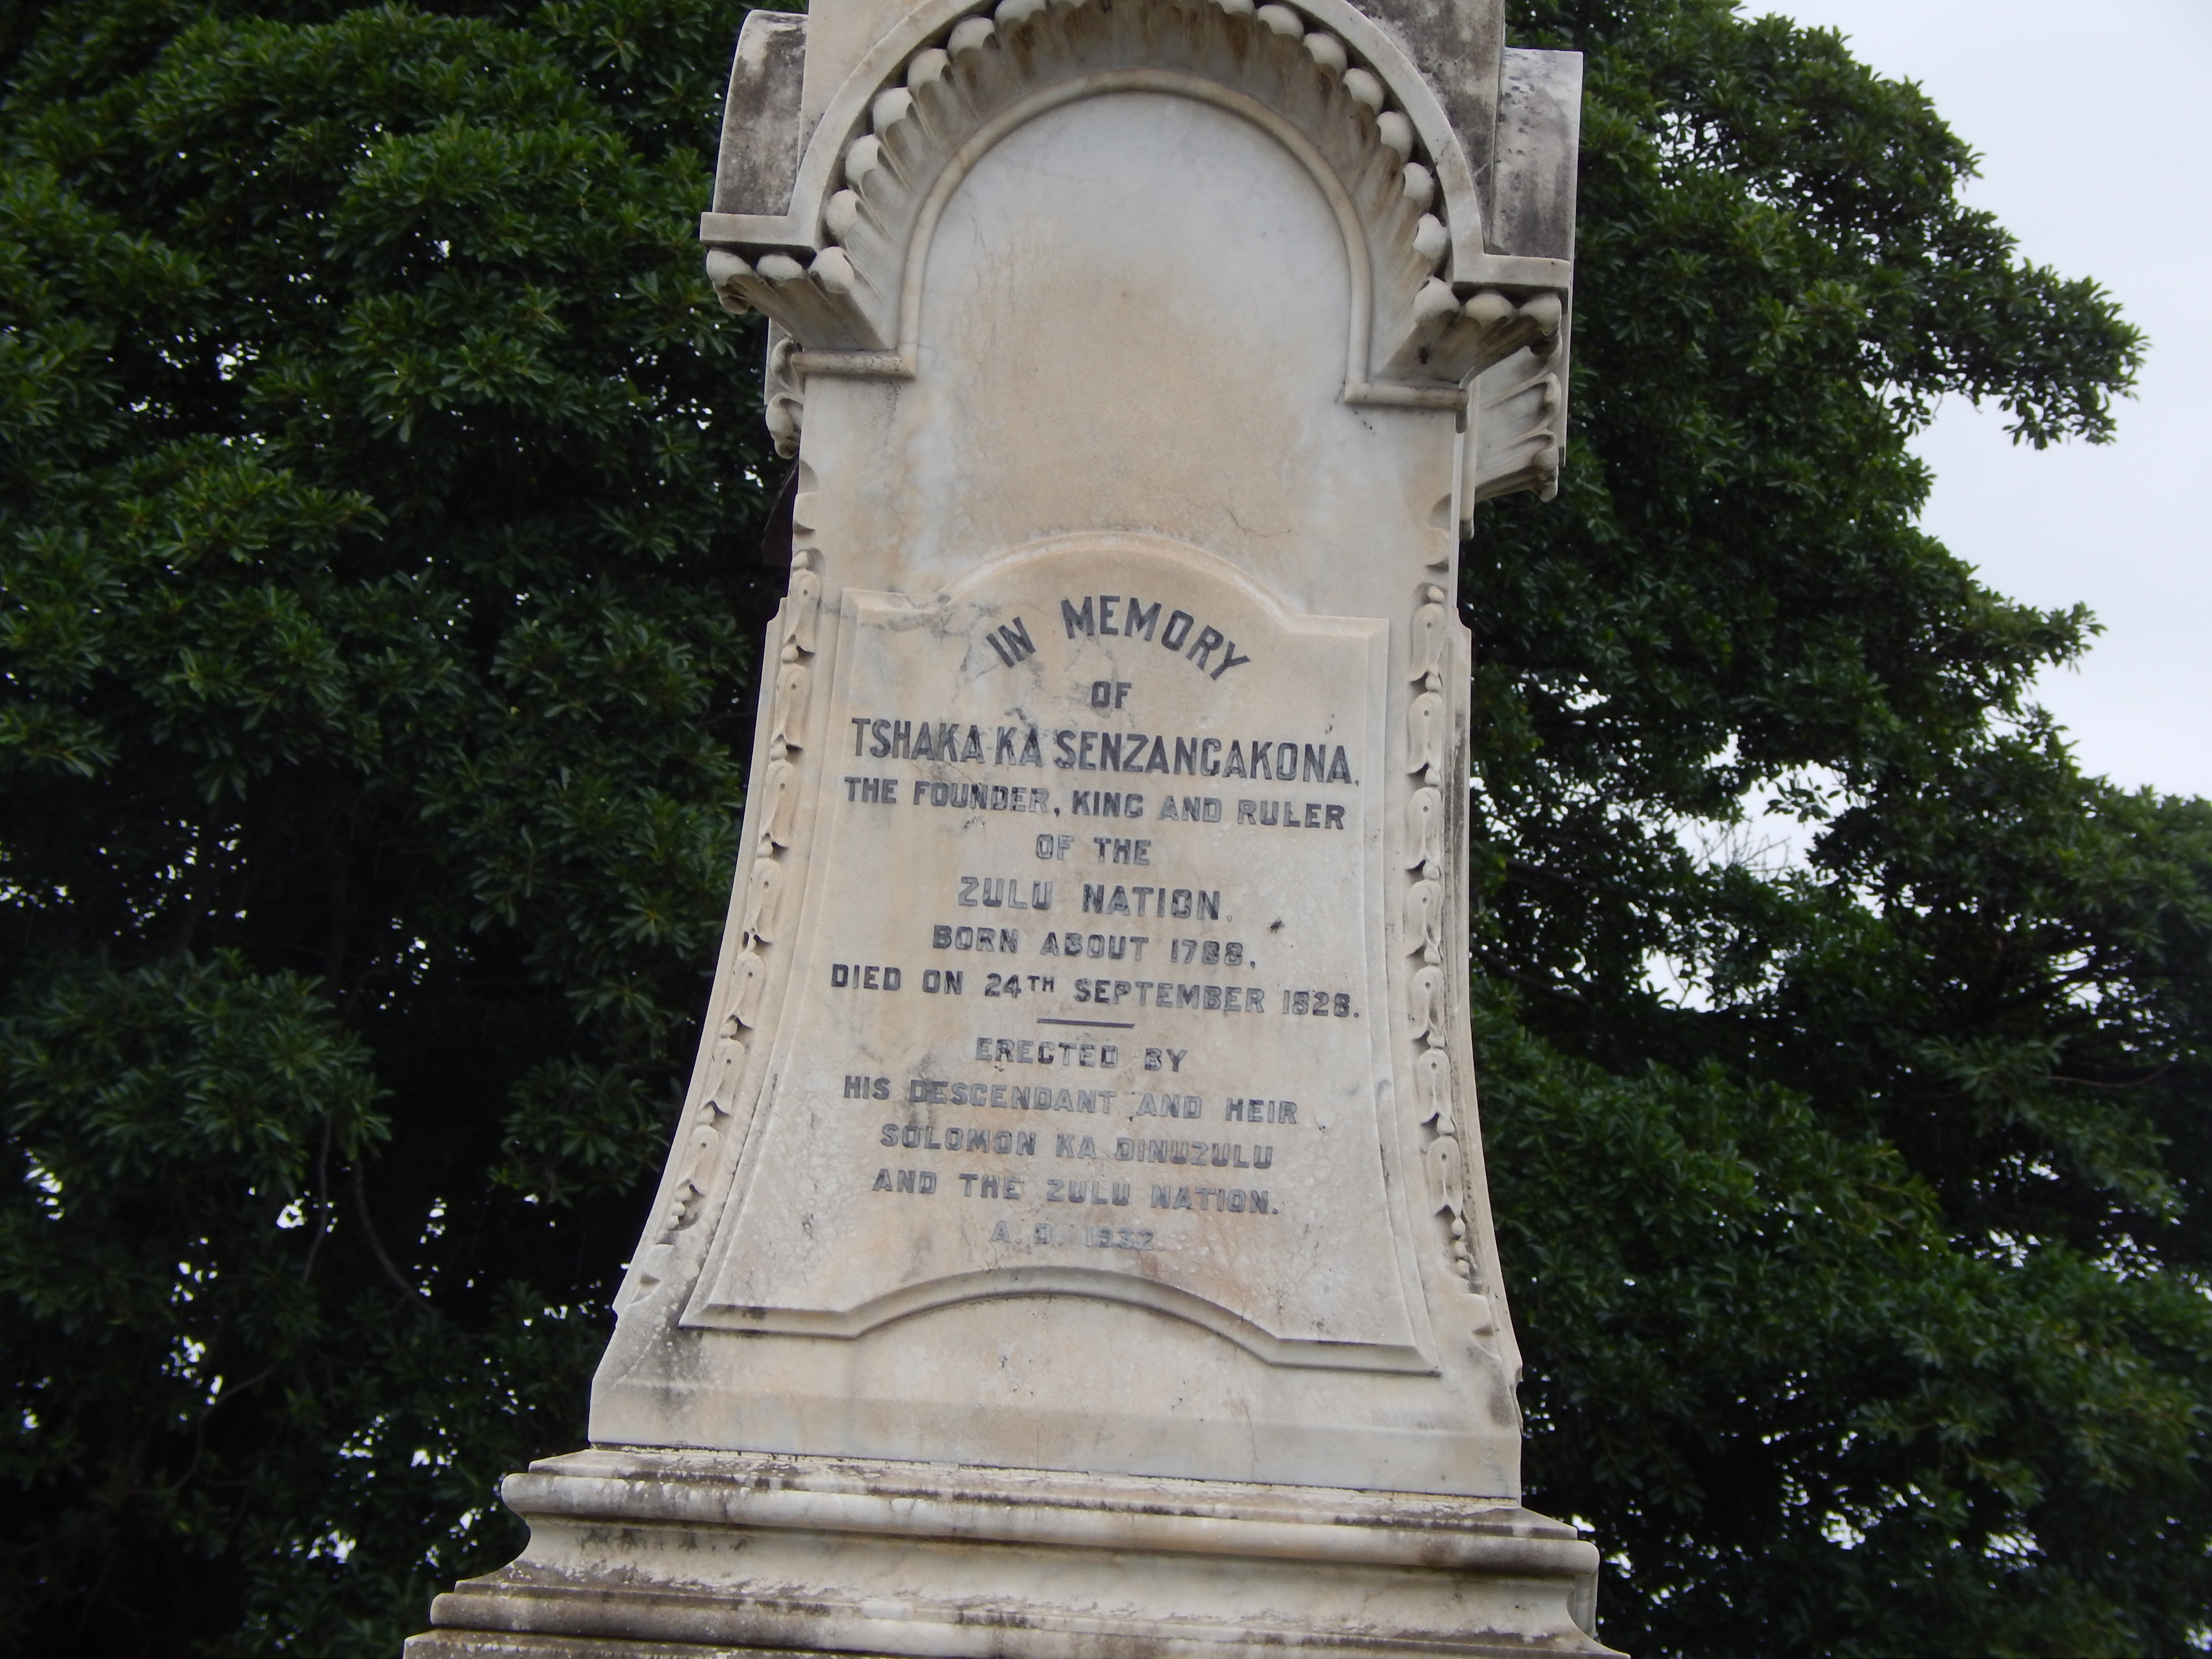 IN MEMORY
OF
TSHAKA KA SENZANGAKONA.
THE FOUNDER, KING AND RULER
OF THE
ZULU NATION.
BORN ABOUT 1788.
DIED ON 24TH SEPTEMBER 1828.
ERECTED BY
HIS DESCENDANT AND HEIR
SOLOMON KA DINUZULU
AND THE ZULU NATION.
A. D. 1932